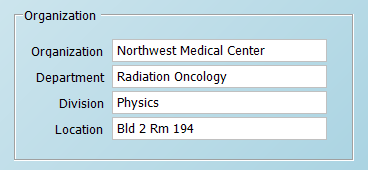 Organization
Organization Northwest Medical Center
Department Radiation Oncology
Division Physics
Location Bld 2 Rm 194